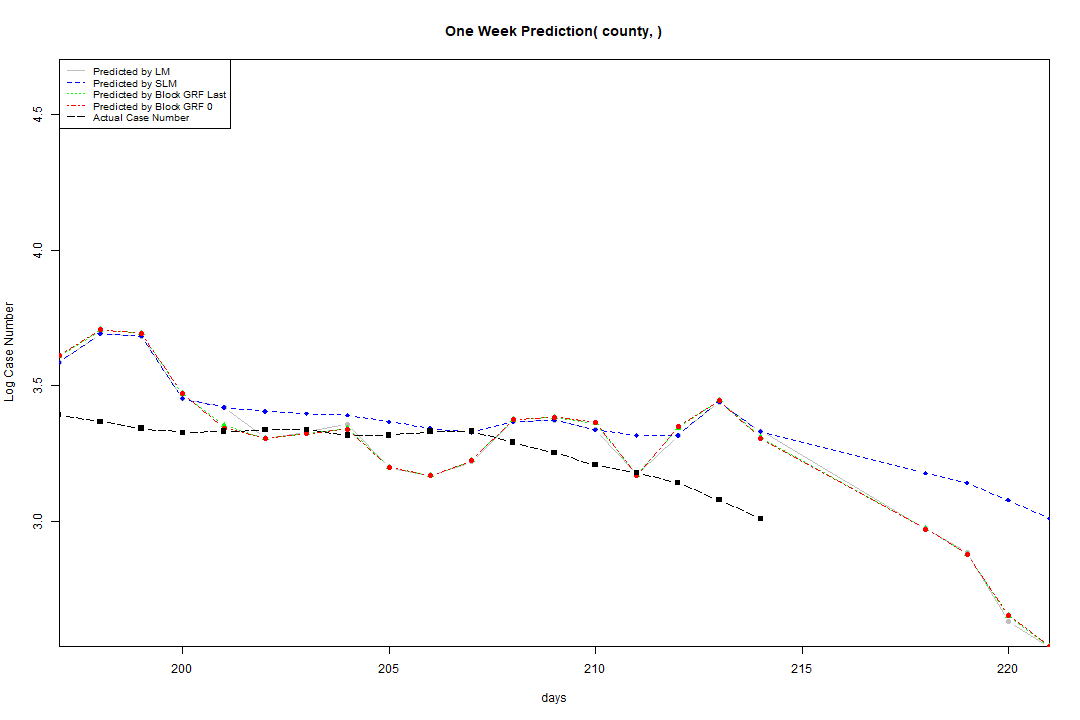 One Week Prediction( county, )
Predicted by LM
Predicted by SLM
Predicted by Block GRF Last
Predicted by Block GRF 0
Actual Case Number
4.5
4.0
3.5
3.0
Log Case Number
200 205 210 215 220
days